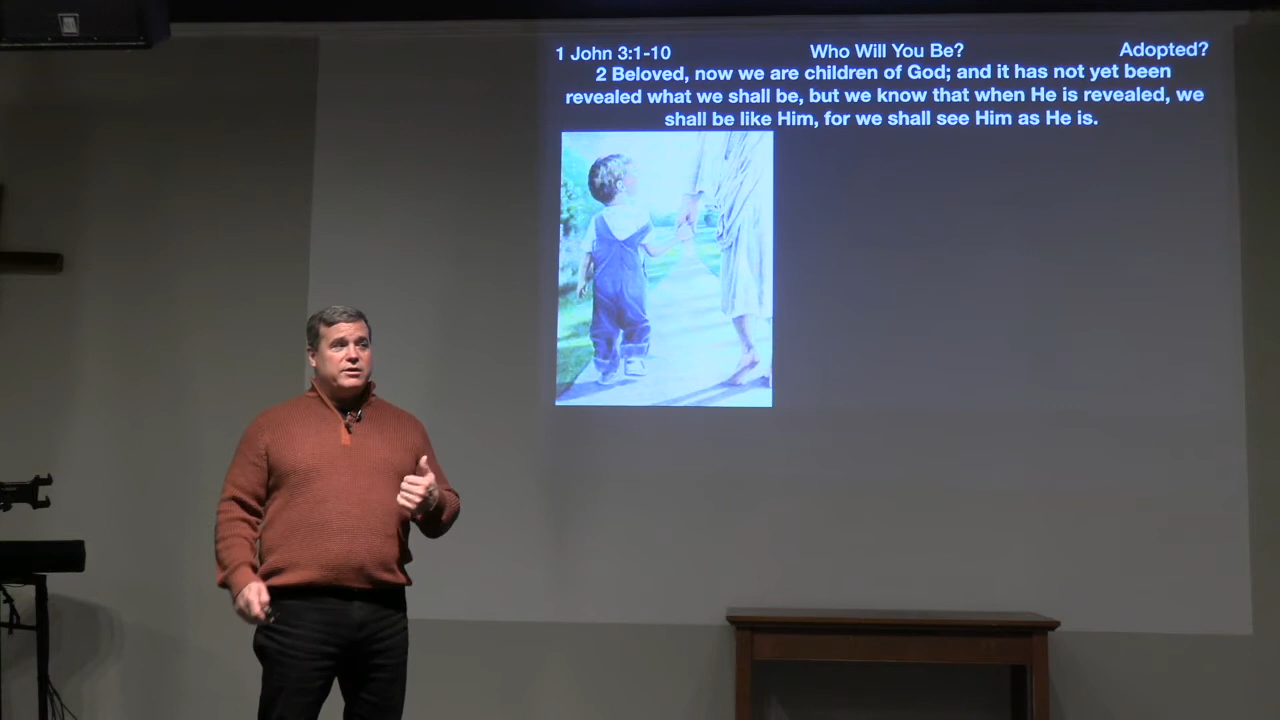 1 John 3:1-10 Who Will You Be? Adopted?
2 Beloved, now we are children of God; and it has not yet been
revealed what we shall be, but we know that when He is revealed, we
shall be like Him, for we shall see Him as He is.